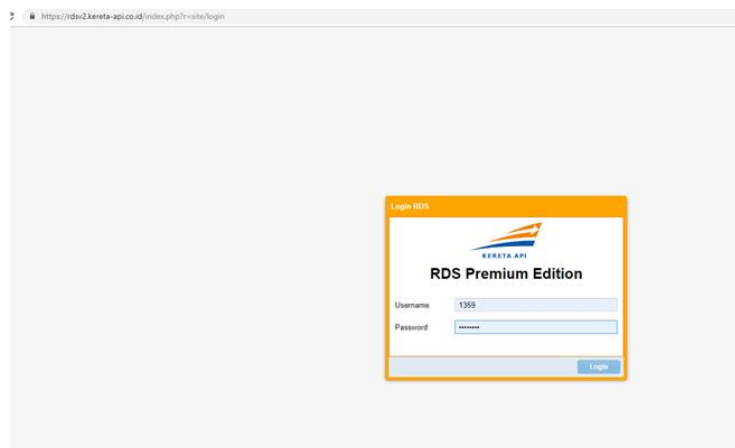 https://rdsv2.kereta-api.co.id/index.php?r=site/login
Login RDS
KERETA API
RDS Premium Edition
Username 1359
Password ••••••••
Login